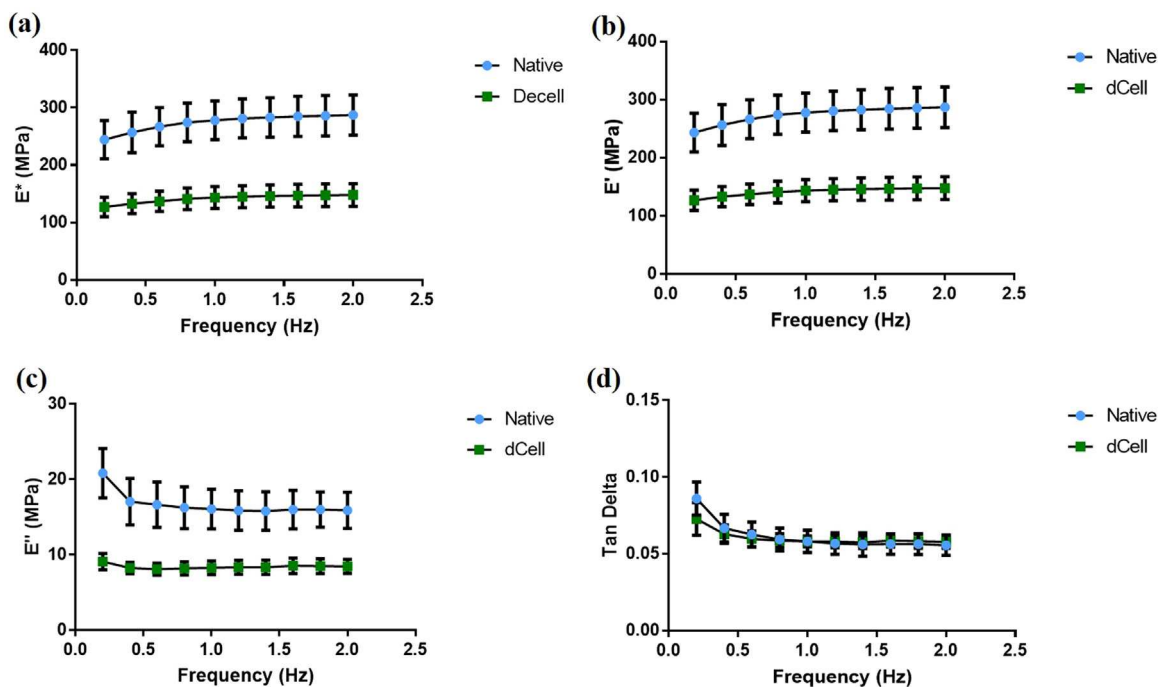 (a)
400
300
200
100
0
E* (MPa)
0.0 0.5 1.0 1.5 2.0 2.5
Frequency (Hz)
Native
Decell
(b)
400
300
200
100
0
E' (MPa)
0.0 0.5 1.0 1.5 2.0 2.5
Frequency (Hz)
Native
dCell
(c)
30
20
10
0
E'' (MPa)
0.0 0.5 1.0 1.5 2.0 2.5
Frequency (Hz)
Native
dCell
(d)
0.15
0.10
0.05
0.00
Tan Delta
0.0 0.5 1.0 1.5 2.0 2.5
Frequency (Hz)
Native
dCell